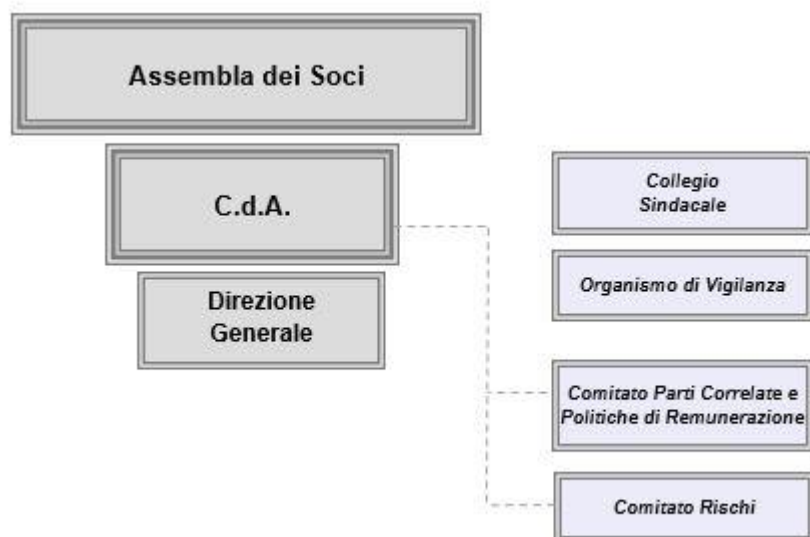 Assembla dei Soci
C.d.A.
Direzione
Generale
Collegio
Sindacale
Organismo di Vigilanza
Comitato Parti Correlate e
Politiche di Remunerazione
Comitato Rischi